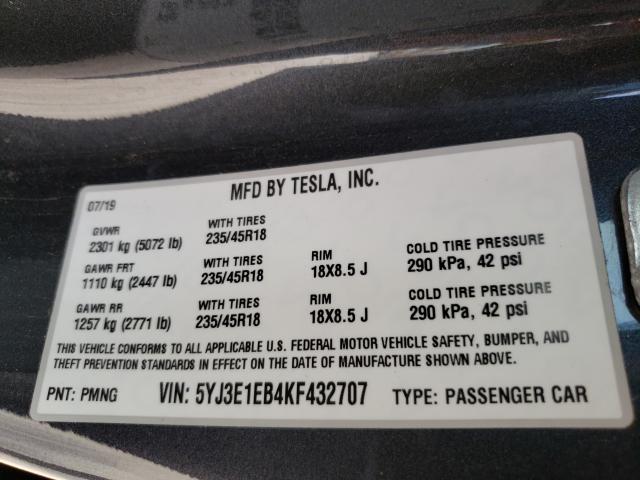 MFD BY TESLA, INC.
07/19
GVWR WITH TIRES
2301 kg (5072 lb) 235/45R18
GAWR FRT WITH TIRES RIM COLD TIRE PRESSURE
1110 kg (2447 lb) 235/45R18 18X8.5 J 290 kPa, 42 psi
GAWR RR WITH TIRES RIM COLD TIRE PRESSURE
1257 kg (2771 lb) 235/45R18 18X8.5 J 290 kPa, 42 psi
THIS VEHICLE CONFORMS TO ALL APPLICABLE U.S. FEDERAL MOTOR VEHICLE SAFETY, BUMPER, AND
THEFT PREVENTION STANDARDS IN EFFECT ON THE DATE OF MANUFACTURE SHOWN ABOVE.
PNT: PMNG VIN: 5YJ3E1EB4KF432707 TYPE: PASSENGER CAR